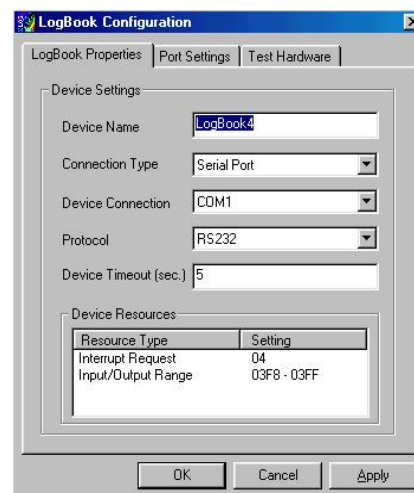 LogBook Configuration
LogBook Properties Port Settings Test Hardware
Device Settings
Device Name LogBook4
Connection Type Serial Port
Device Connection COM1
Protocol RS232
Device Timeout (sec.) 5
Device Resources
Resource Type Setting
Interrupt Request 04
Input/Output Range 03F8 - 03FF
OK Cancel Apply